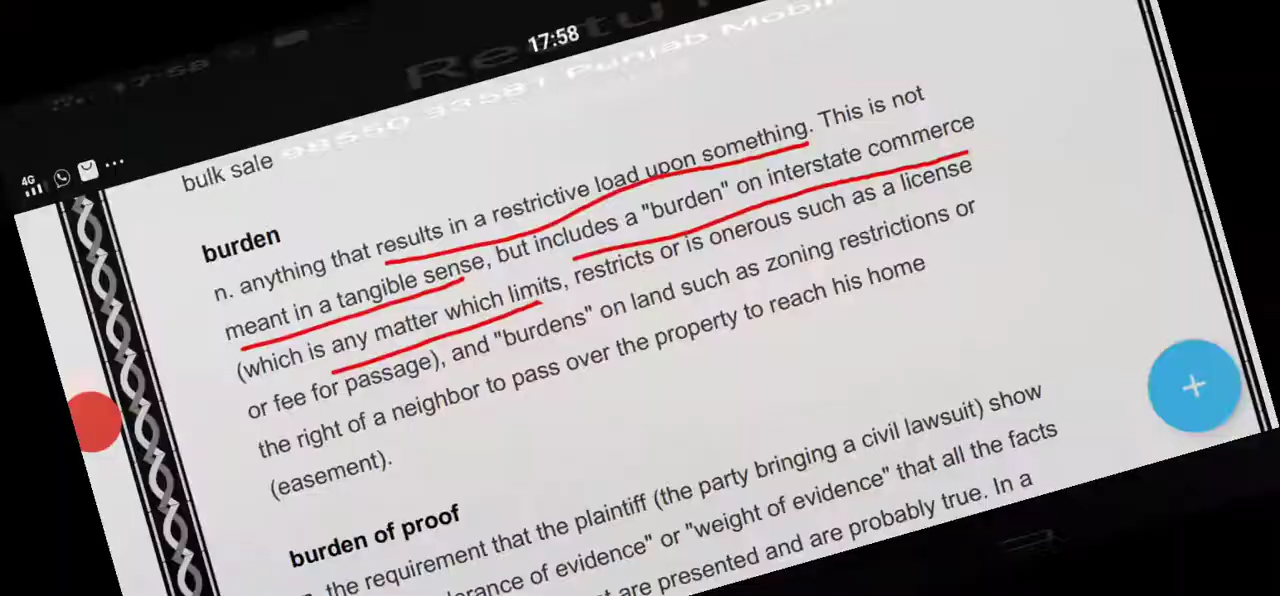 17:58
4G
98550 33581 Punjab Mobil
bulk sale
burden
n. anything that results in a restrictive load upon something. This is not
meant in a tangible sense, but includes a "burden" on interstate commerce
(which is any matter which limits, restricts or is onerous such as a license
or fee for passage), and "burdens" on land such as zoning restrictions or
the right of a neighbor to pass over the property to reach his home
(easement).
burden of proof
the requirement that the plaintiff (the party bringing a civil lawsuit) show
of evidence" or "weight of evidence" that all the facts
are presented and are probably true. In a